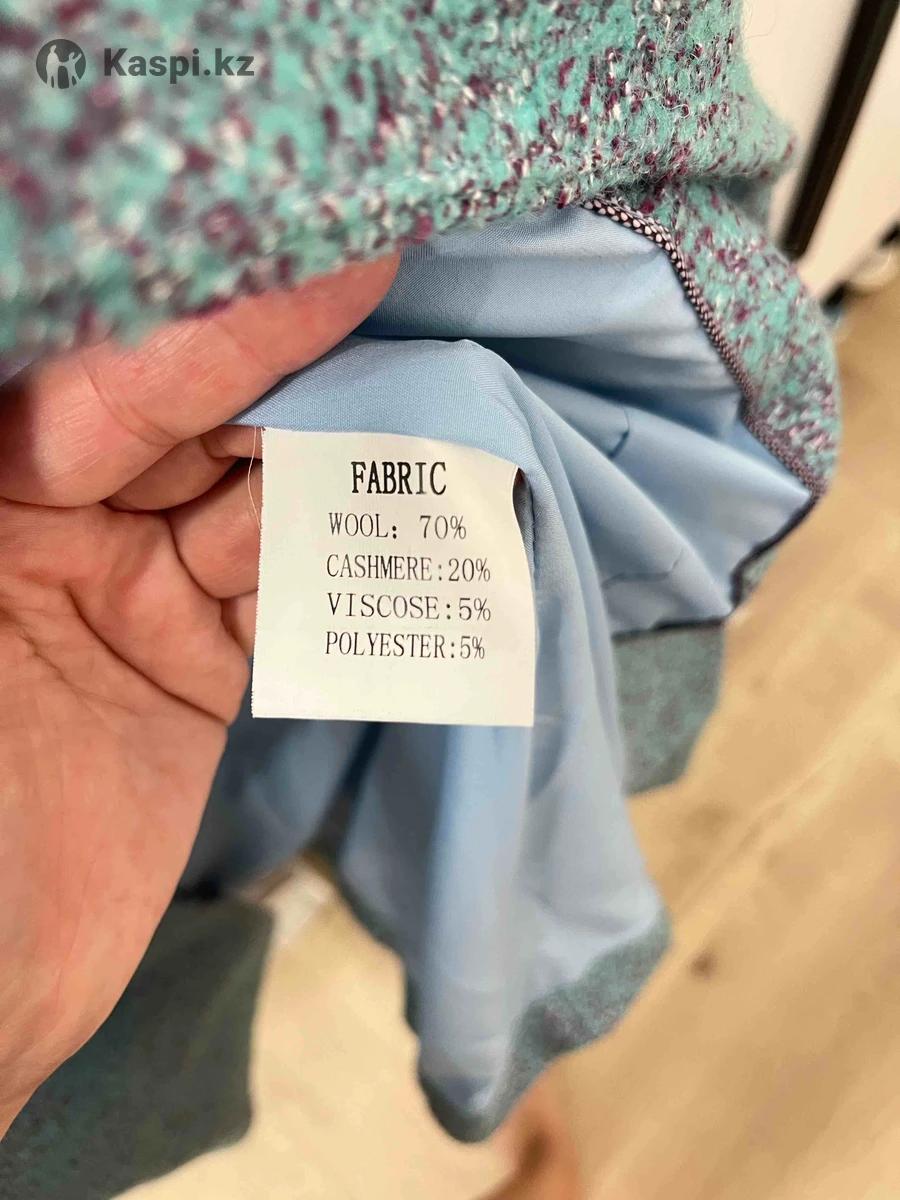 Kaspi.kz
FABRIC
WOOL: 70%
CASHMERE:20%
VISCOSE:5%
POLYESTER:5%